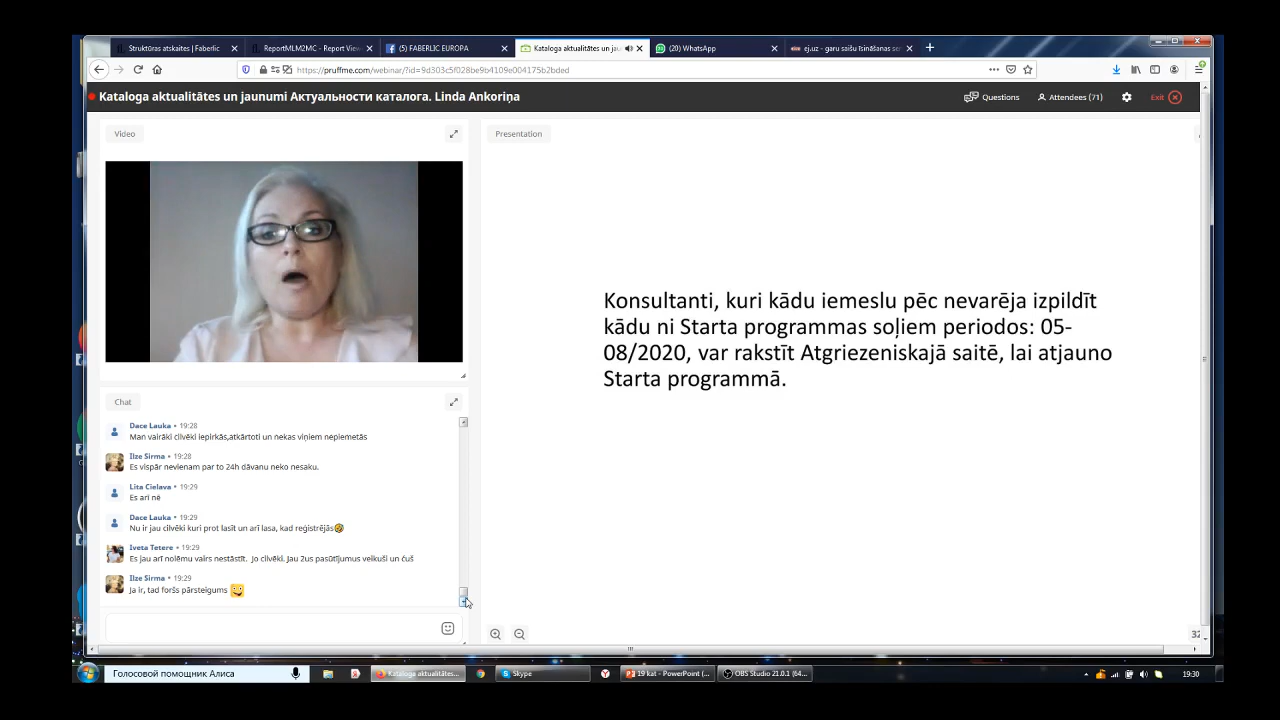 Struktūras atskaites | Faberlic
ReportMLM2MC - Report View
(5) FABERLIC EUROPA
Kataloga aktualitātes un jau
(20) WhatsApp
ej.uz - garu saišu īsināšanas ser
https://pruffme.com/webinar/?id=9d303c5f028be9b4109e004175b2bded
Kataloga aktualitātes un jaunumi Актуальности каталога. Linda Ankoriņa
Questions
Attendees (71)
Exit
Video
Presentation
Konsultanti, kuri kādu iemeslu pēc nevarēja izpildīt
kādu ni Starta programmas soļiem periodos: 05-
08/2020, var rakstīt Atgriezeniskajā saitē, lai atjauno
Starta programmā.
Chat
Dace Lauka • 19:28
Man vairāki cilvēki iepirkās,atkārtoti un nekas viņiem nepiemetās
Ilze Sirma • 19:28
Es vispār nevienam par to 24h dāvanu neko nesaku.
Lita Cielava • 19:29
Es arī nē
Dace Lauka • 19:29
Nu ir jau cilvēki kuri prot lasīt un arī lasa, kad reģistrējās
Iveta Tetere • 19:29
Es jau arī nolēmu vairs nestāstīt. Jo cilvēki. Jau 2us pasūtījumus veikuši un čuš
Ilze Sirma • 19:29
Ja ir, tad foršs pārsteigums
32
Голосовой помощник Алиса
Kataloga aktualitātes...
Skype
19 kat - PowerPoint (...
OBS Studio 21.0.1 (64...
19:30